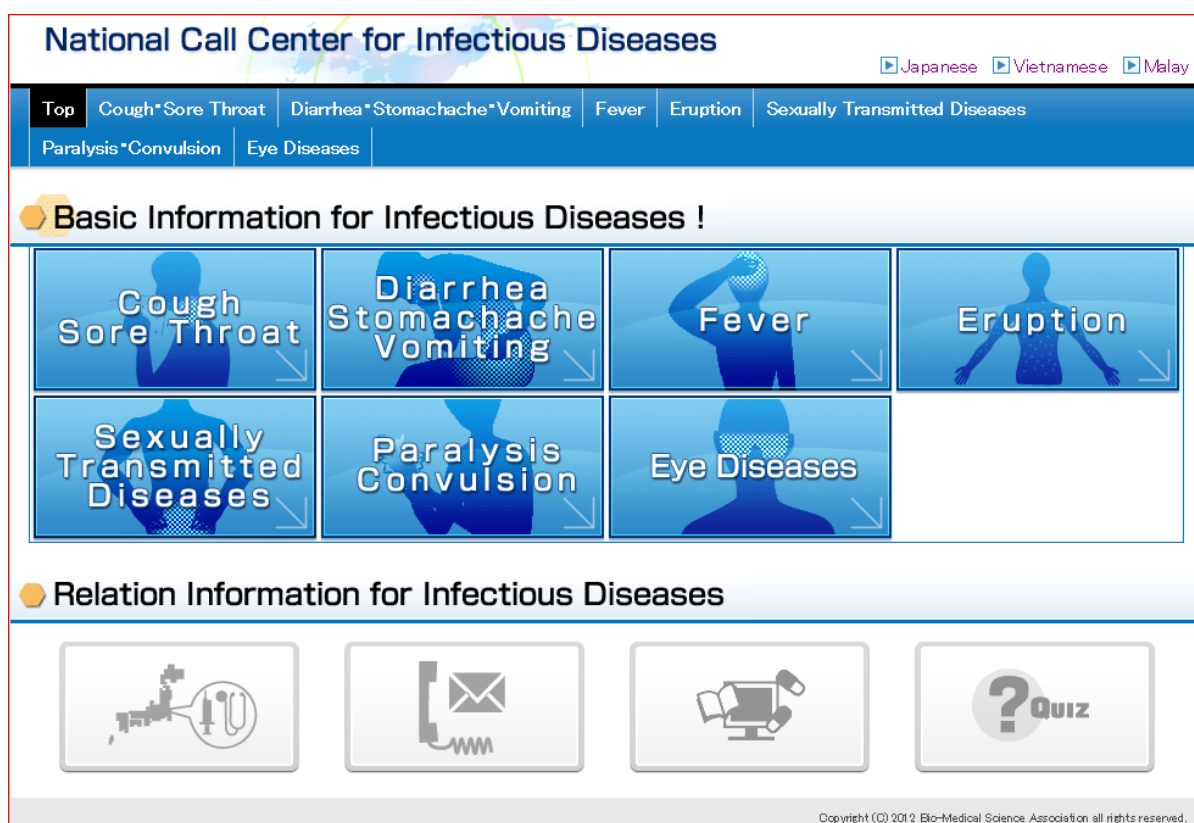 National Call Center for Infectious Diseases
Japanese Vietnamese Malay
Top Cough･Sore Throat Diarrhea･Stomachache･Vomiting Fever Eruption Sexually Transmitted Diseases
Paralysis･Convulsion Eye Diseases
Basic Information for Infectious Diseases !
Cough
Sore Throat
Diarrhea
Stomachache
Vomiting
Fever
Eruption
Sexually
Transmitted
Diseases
Paralysis
Convulsion
Eye Diseases
Relation Information for Infectious Diseases
? QUIZ
Copyright (C) 2012 Bio-Medical Science Association all rights reserved.